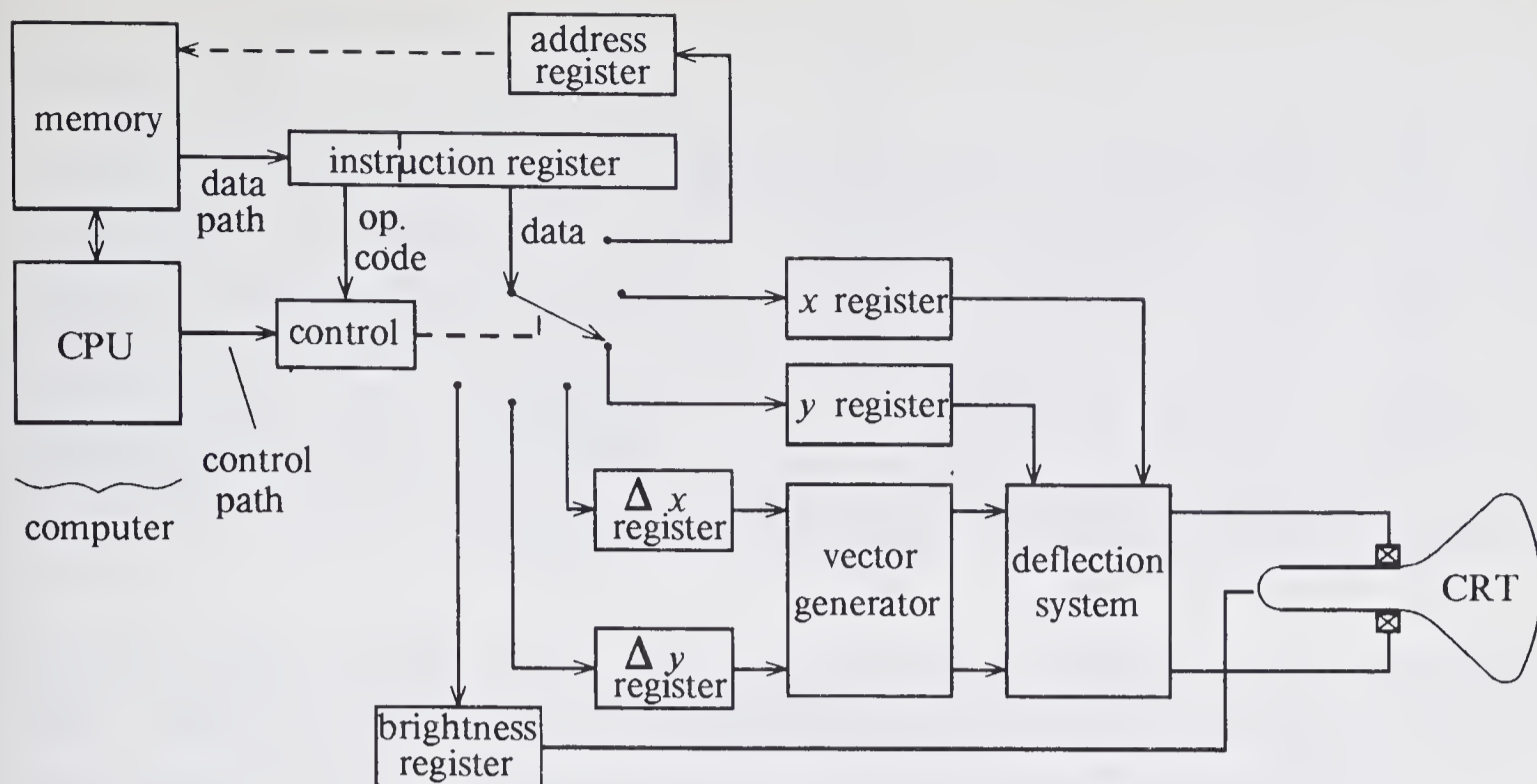 address
register
memory
instruction register
data
path
op.
code
data
x register
CPU
control
y register
control
path
computer
Δ x
register
vector
generator
deflection
system
CRT
Δ y
register
brightness
register